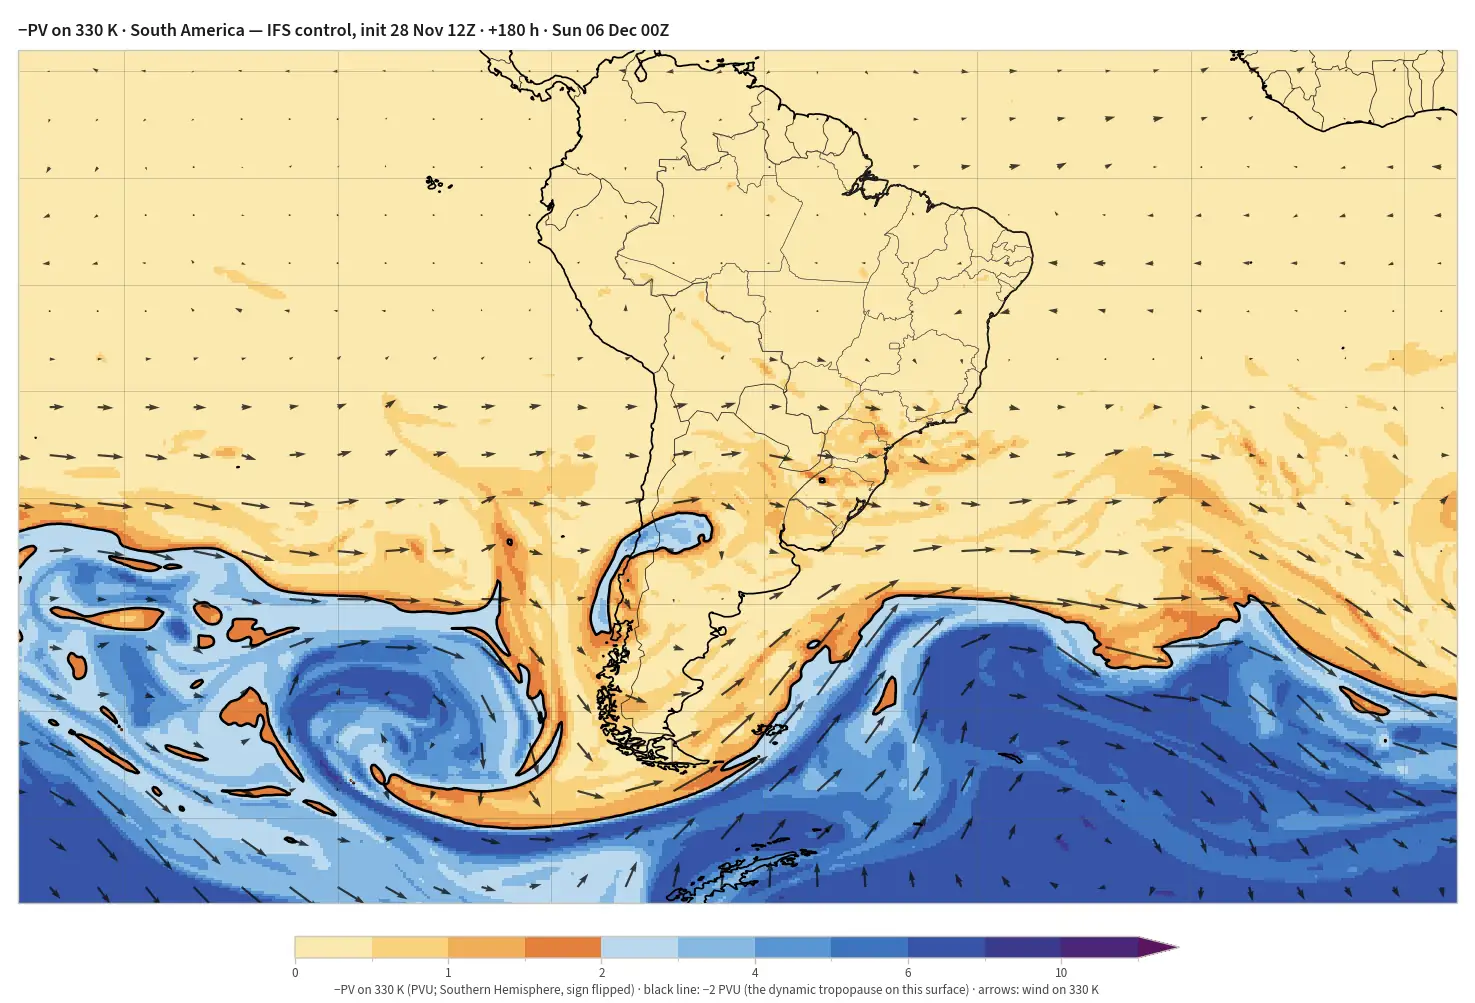 −PV on 330 K · South America — IFS control, init 28 Nov 12Z · +180 h · Sun 06 Dec 00Z
0 1 2 4 6 10
−PV on 330 K (PVU; Southern Hemisphere, sign flipped) · black line: −2 PVU (the dynamic tropopause on this surface) · arrows: wind on 330 K